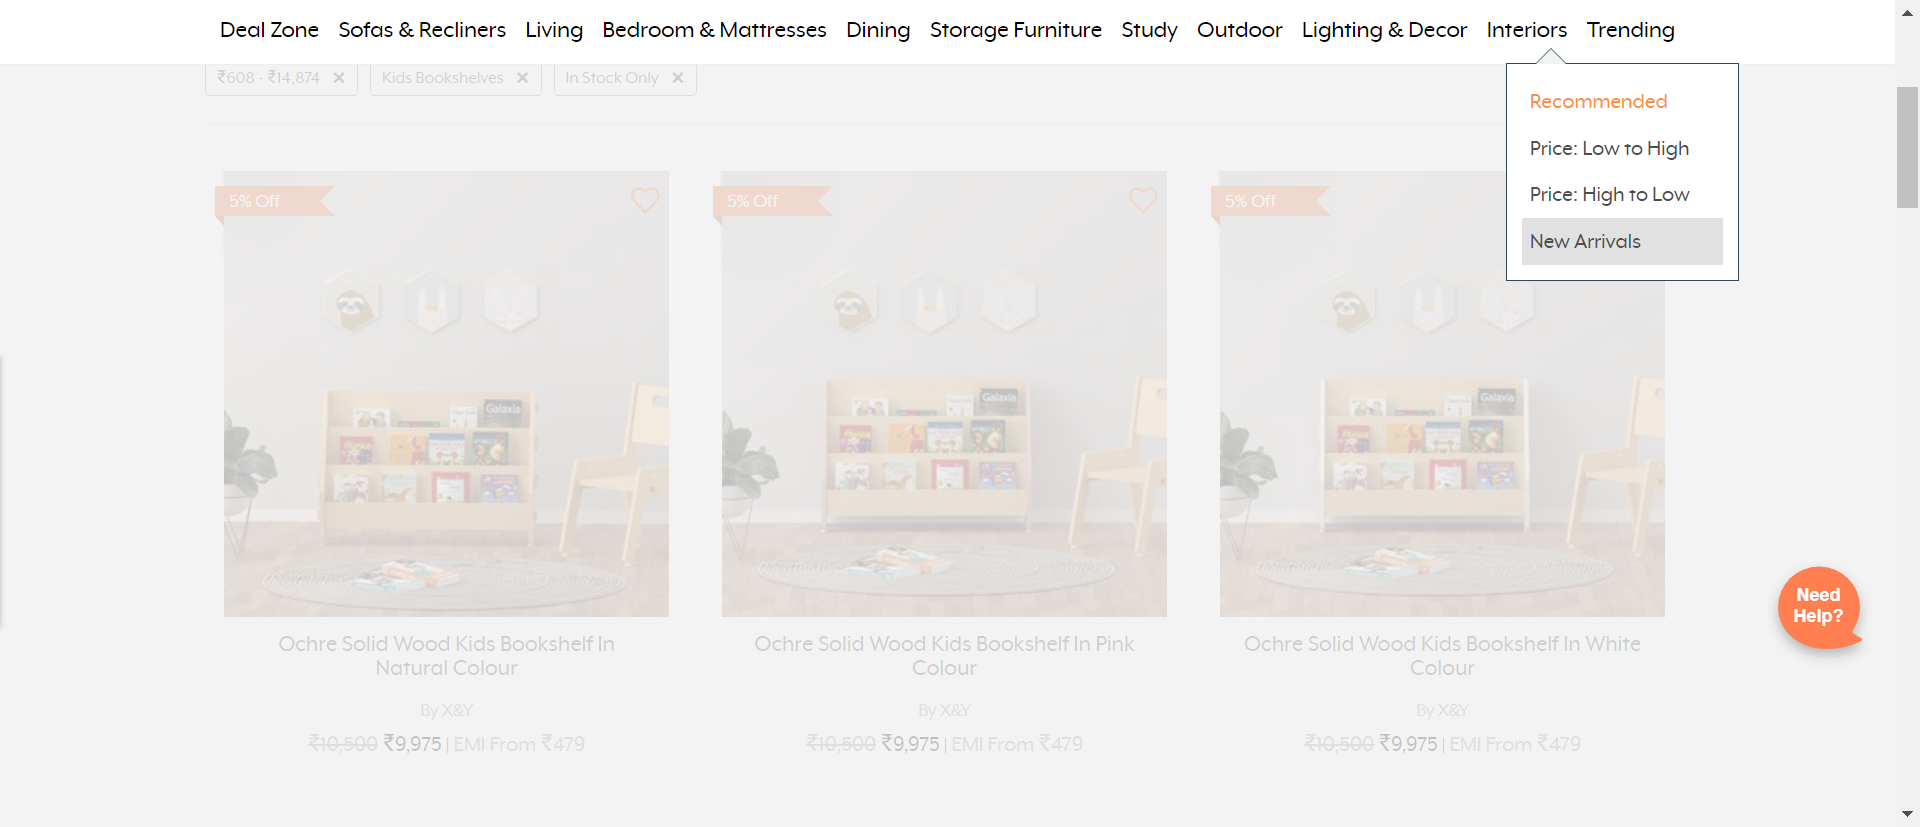 Deal Zone Sofas & Recliners Living Bedroom & Mattresses Dining Storage Furniture Study Outdoor Lighting & Decor Interiors Trending
₹608 - ₹14,874 × Kids Bookshelves × In Stock Only ×
Recommended
Price: Low to High
Price: High to Low
New Arrivals
5% Off 5% Off 5% Off
Galaxia Galaxia Galaxia
Need
Help?
Ochre Solid Wood Kids Bookshelf In
Natural Colour
By X&Y
₹10,500 ₹9,975 | EMI From ₹479
Ochre Solid Wood Kids Bookshelf In Pink
Colour
By X&Y
₹10,500 ₹9,975 | EMI From ₹479
Ochre Solid Wood Kids Bookshelf In White
Colour
By X&Y
₹10,500 ₹9,975 | EMI From ₹479